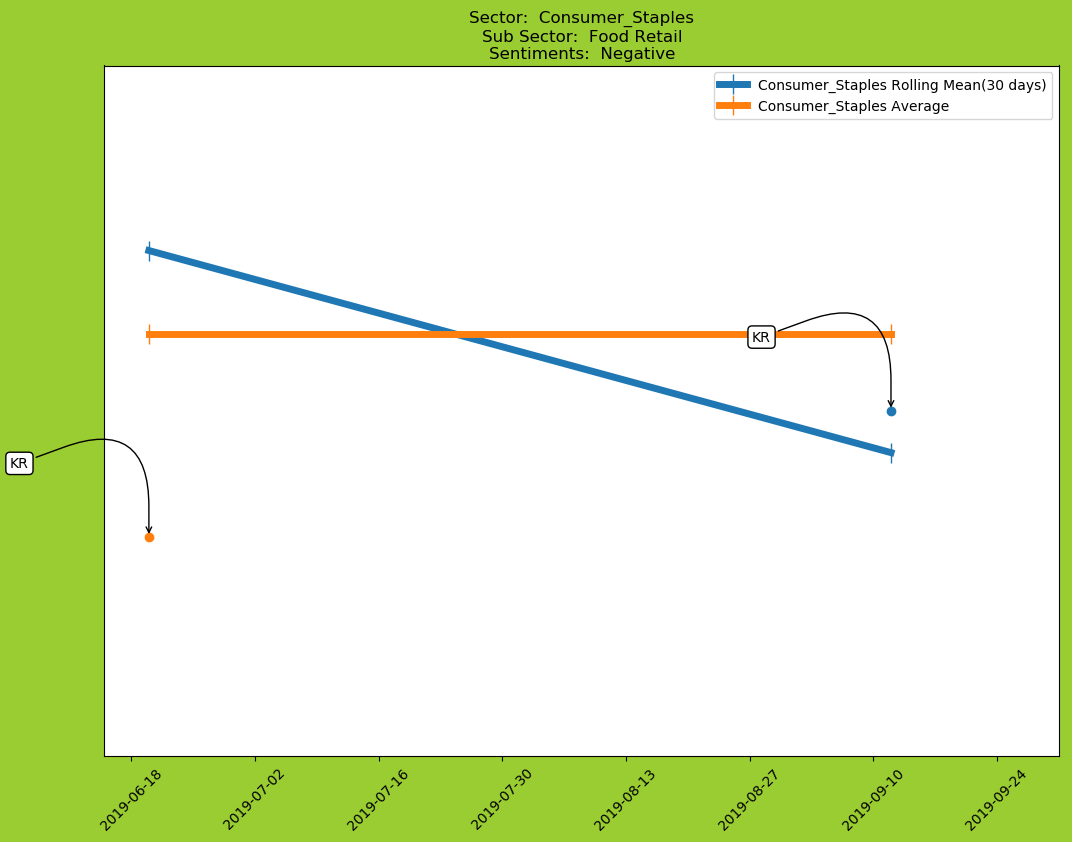 Sector:  Consumer_Staples
Sub Sector:  Food Retail
Sentiments:  Negative
Consumer_Staples Rolling Mean(30 days)
Consumer_Staples Average
KR
KR
2019-06-18
2019-07-02
2019-07-16
2019-07-30
2019-08-13
2019-08-27
2019-09-10
2019-09-24